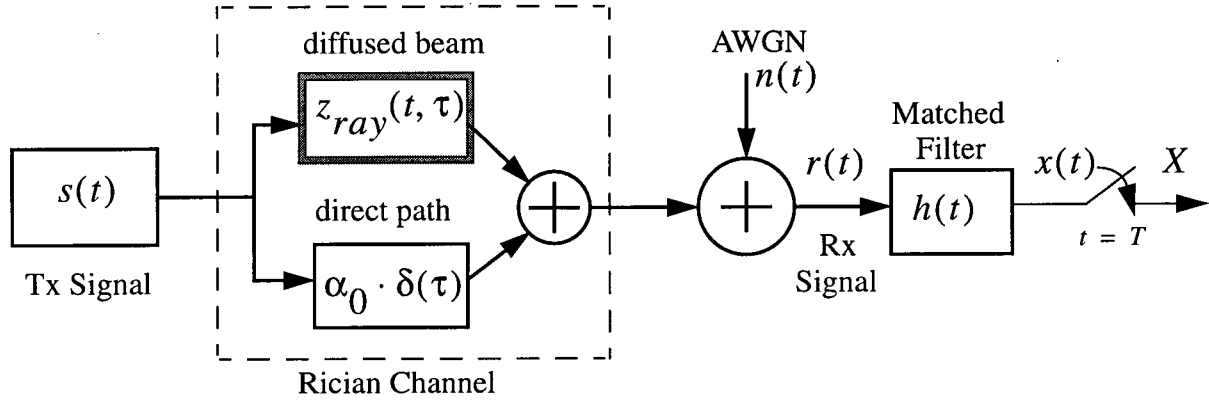 diffused beam
z_ray(t, τ)
s(t)
Tx Signal
direct path
α_0 · δ(τ)
Rician Channel
AWGN
n(t)
r(t)
Rx
Signal
Matched
Filter
h(t)
x(t)
t = T
X